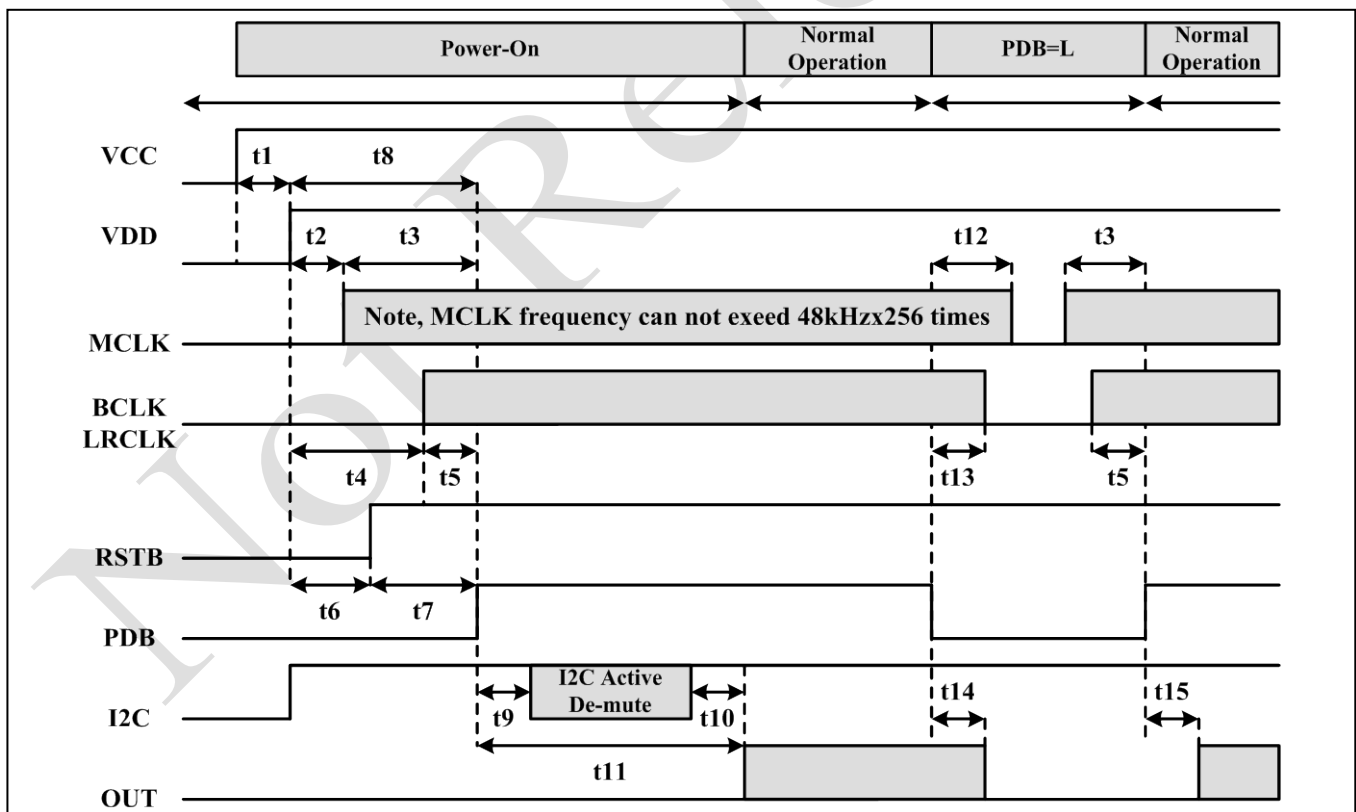 Power-On
Normal
Operation
PDB=L
Normal
Operation
VCC
t1
t8
VDD
t2
t3
t12
t3
MCLK
Note, MCLK frequency can not exeed 48kHzx256 times
BCLK
LRCLK
t4
t5
t13
t5
RSTB
t6
t7
PDB
I2C
t9
I2C Active
De-mute
t10
t14
t15
t11
OUT